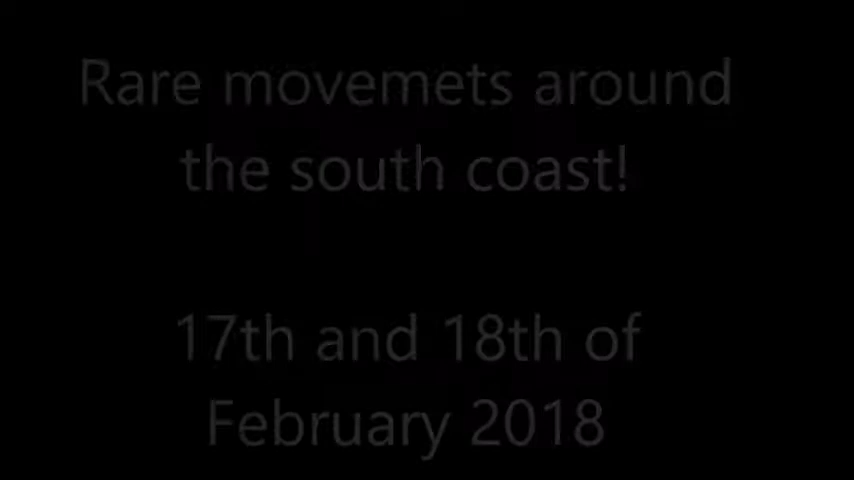 Rare movemets around
the south coast!
17th and 18th of
February 2018